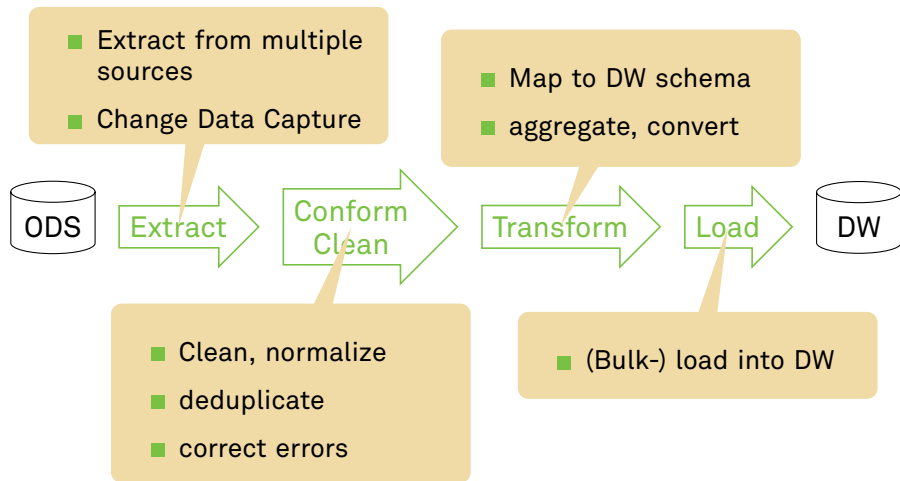 Extract from multiple
sources
Change Data Capture
Map to DW schema
aggregate, convert
ODS
Extract
Conform
Clean
Transform
Load
DW
Clean, normalize
deduplicate
correct errors
(Bulk-) load into DW